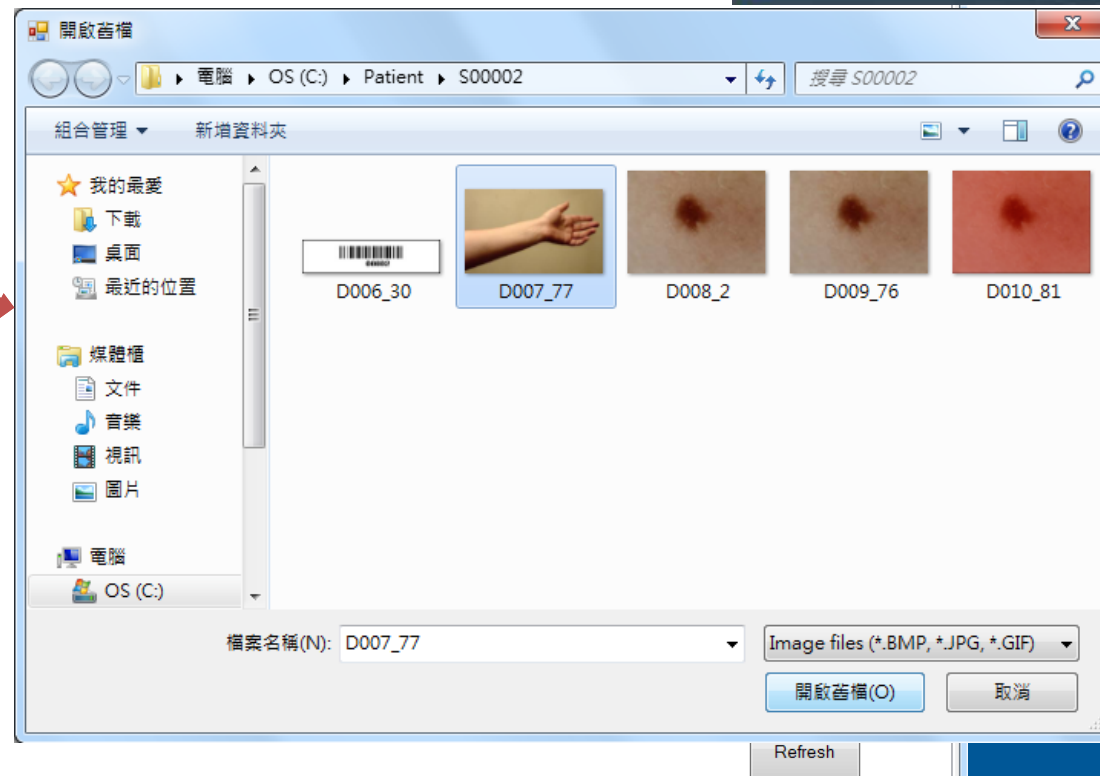 開啟舊檔
電腦 OS (C:) Patient S00002
搜尋 S00002
組合管理 新增資料夾
我的最愛
下載
桌面
最近的位置
媒體櫃
文件
音樂
視訊
圖片
電腦
OS (C:)
D006_30 D007_77 D008_2 D009_76 D010_81
檔案名稱(N): D007_77
Image files (*.BMP, *.JPG, *.GIF)
開啟舊檔(O) 取消
Refresh